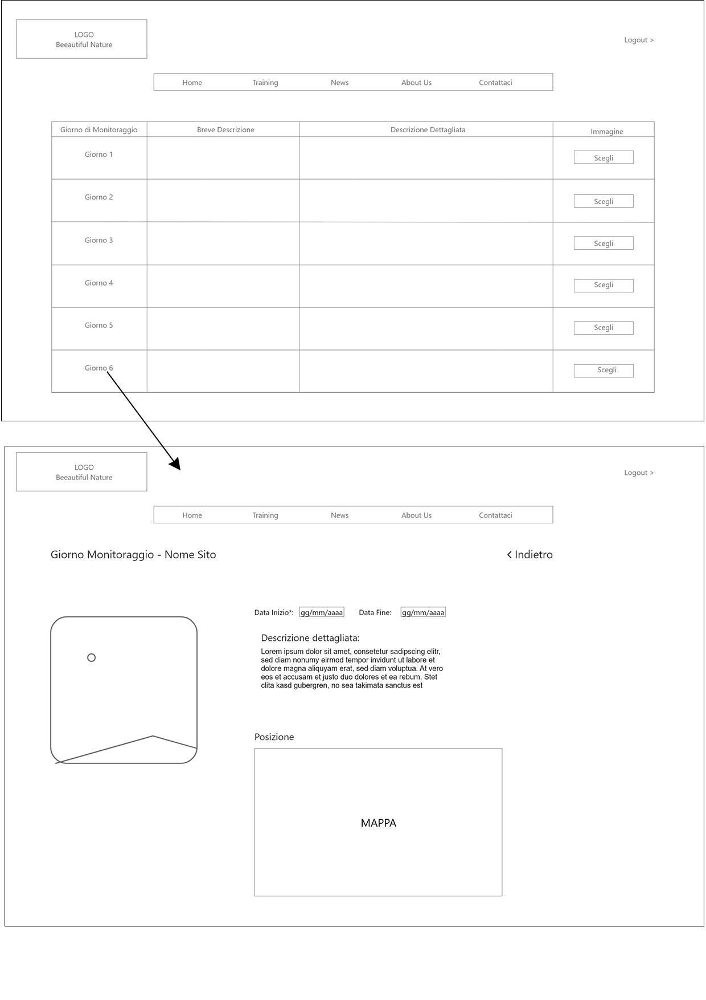 LOGO
Beeautiful Nature
Logout >
Home Training News About Us Contattaci
Giorno di Monitoraggio Breve Descrizione Descrizione Dettagliata Immagine
Giorno 1 Scegli
Giorno 2 Scegli
Giorno 3 Scegli
Giorno 4 Scegli
Giorno 5 Scegli
Giorno 6 Scegli
LOGO
Beeautiful Nature
Logout >
Home Training News About Us Contattaci
Giorno Monitoraggio - Nome Sito
< Indietro
Data Inizio*: gg/mm/aaaa Data Fine: gg/mm/aaaa
Descrizione dettagliata:
Lorem ipsum dolor sit amet, consetetur sadipscing elitr,
sed diam nonumy eirmod tempor invidunt ut labore et
dolore magna aliquyam erat, sed diam voluptua. At vero
eos et accusam et justo duo dolores et ea rebum. Stet
clita kasd gubergren, no sea takimata sanctus est
Posizione
MAPPA